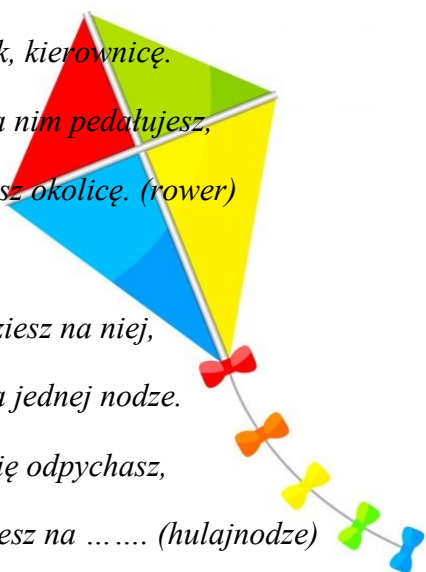 k, kierownicę.
a nim pedałujesz,
sz okolicę. (rower)
ziesz na niej,
a jednej nodze.
ię odpychasz,
esz na ……. (hulajnodze)